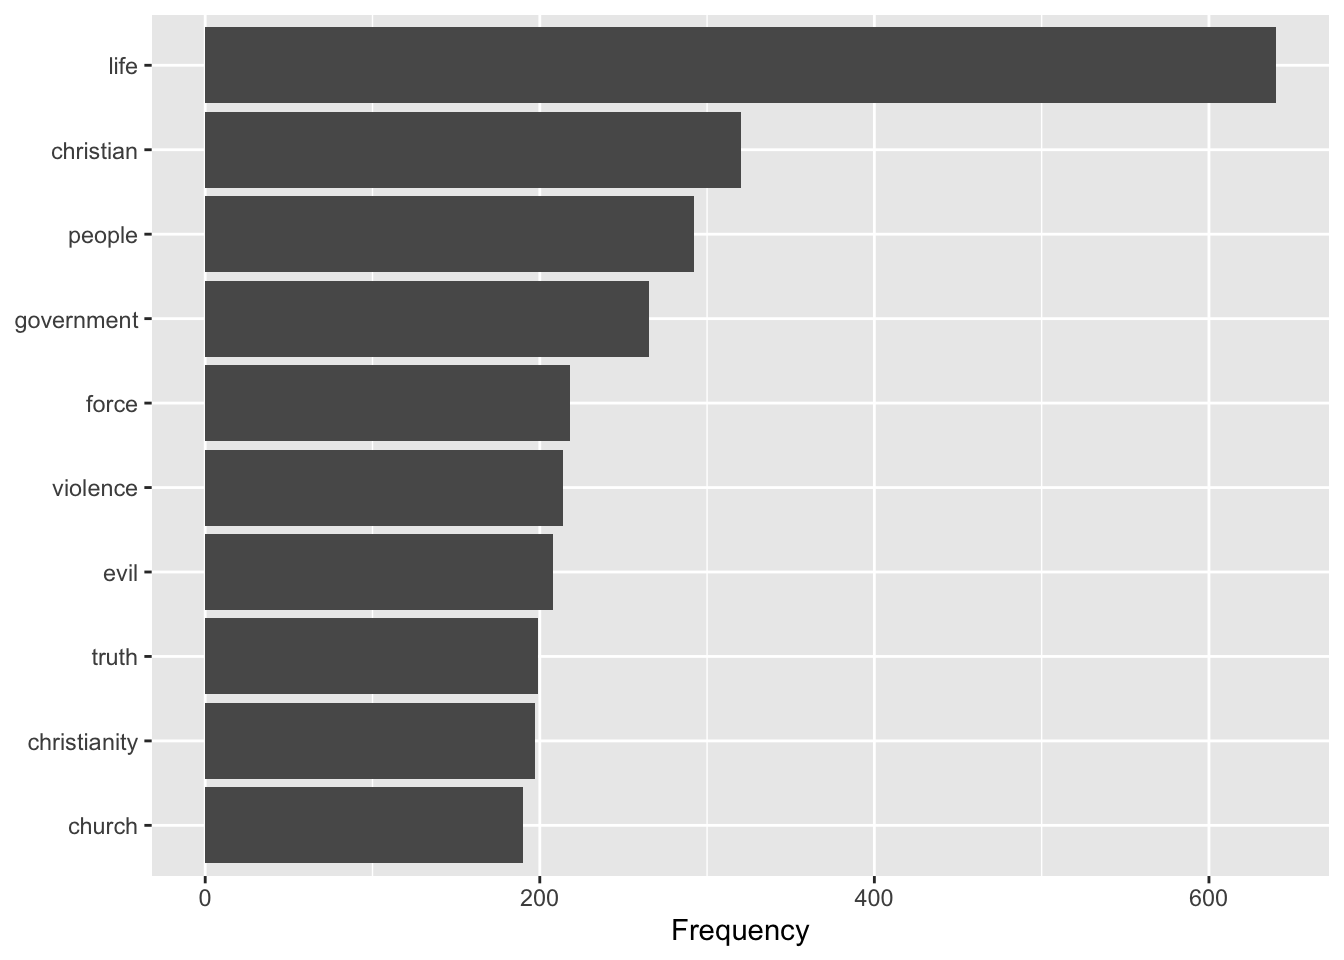 life
christian
people
government
force
violence
evil
truth
christianity
church
0 200 400 600
Frequency